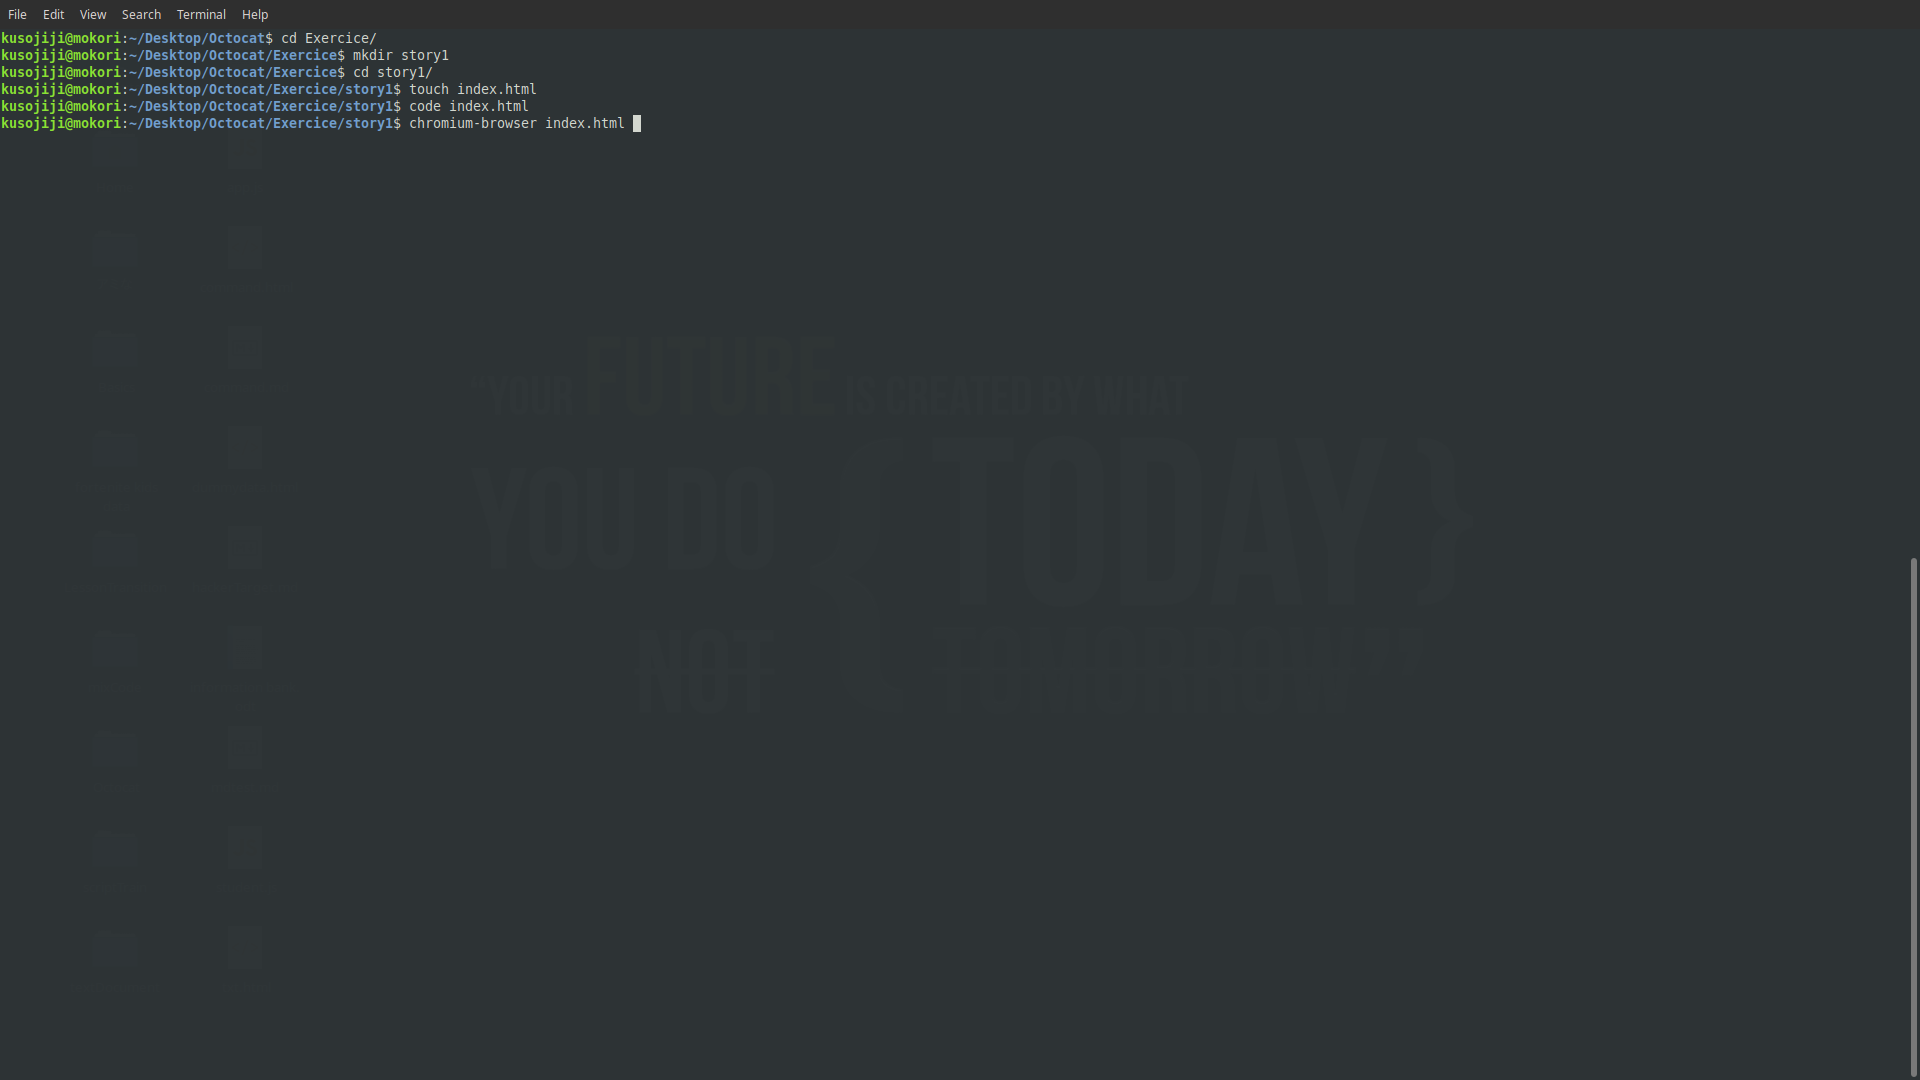 File Edit View Search Terminal Help
kusojiji@mokori:~/Desktop/Octocat$ cd Exercice/
kusojiji@mokori:~/Desktop/Octocat/Exercice$ mkdir story1
kusojiji@mokori:~/Desktop/Octocat/Exercice$ cd story1/
kusojiji@mokori:~/Desktop/Octocat/Exercice/story1$ touch index.html
kusojiji@mokori:~/Desktop/Octocat/Exercice/story1$ code index.html
kusojiji@mokori:~/Desktop/Octocat/Exercice/story1$ chromium-browser index.html
"YOUR FUTURE IS CREATED BY WHAT
YOU DO { TODAY }
NOT TOMORROW"